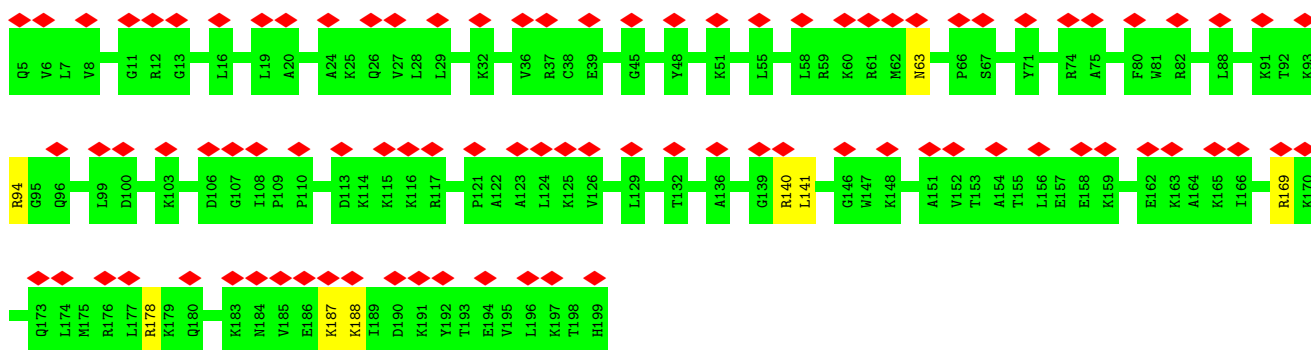 Q5 V6 L7 V8 G11 R12 G13 L16 L19 A20 A24 K25 Q26 V27 L28 L29 K32 V36 R37 C38 E39 G45 Y48 K51 L55 L58 R59 K60 R61 M62 N63 P66 S67 Y71 R74 A75 F80 W81 R82 L88 K91 T92 K93
R94 G95 Q96 L99 D100 K103 D106 G107 I108 P109 P110 D113 K114 K115 K116 R117 P121 A122 A123 L124 K125 V126 L129 T132 A136 G139 R140 L141 G146 W147 K148 A151 V152 T153 A154 T155 L156 E157 E158 K159 E162 K163 A164 K165 I166 R169 K170
Q173 L174 M175 R176 L177 R178 K179 Q180 K183 N184 V185 E186 K187 K188 I189 D190 K191 Y192 T193 E194 V195 L196 K197 T198 H199